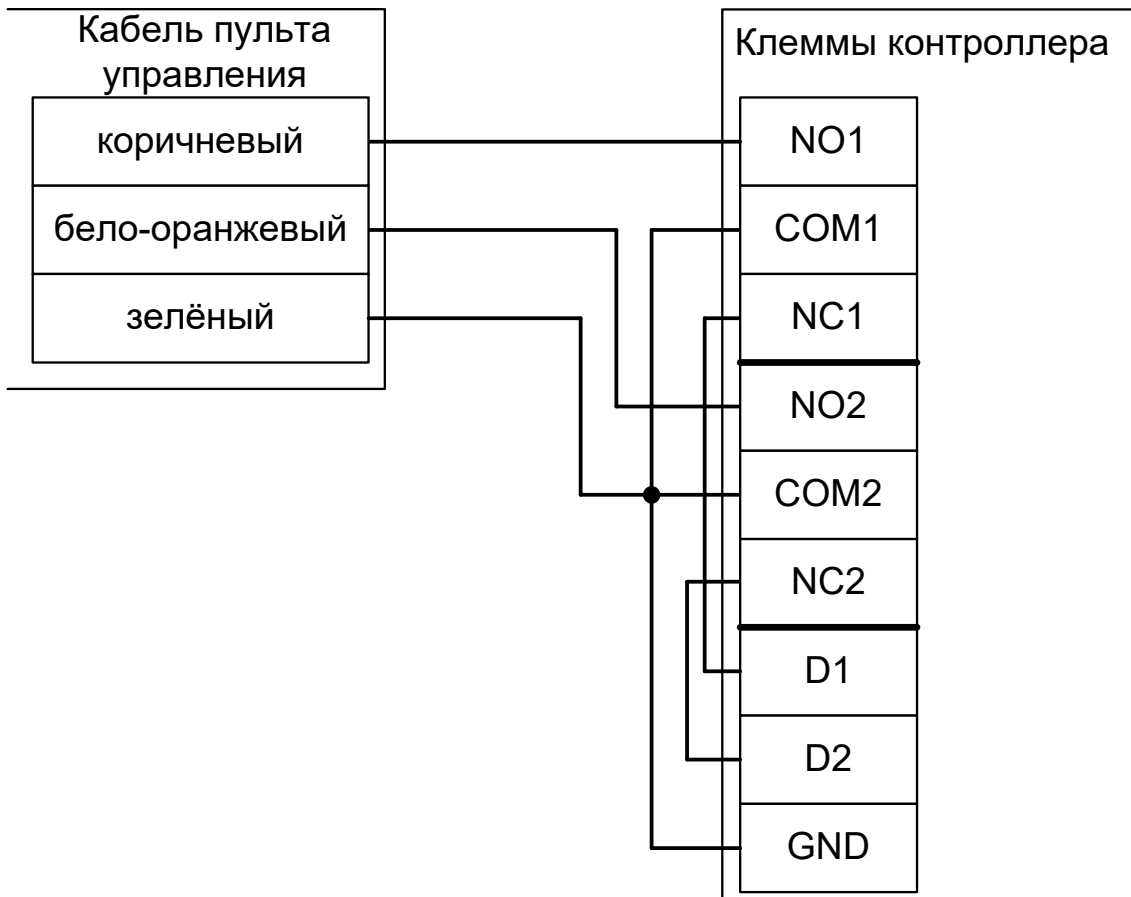 Кабель пульта
управления
коричневый
бело-оранжевый
зелёный
Клеммы контроллера
NO1
COM1
NC1
NO2
COM2
NC2
D1
D2
GND